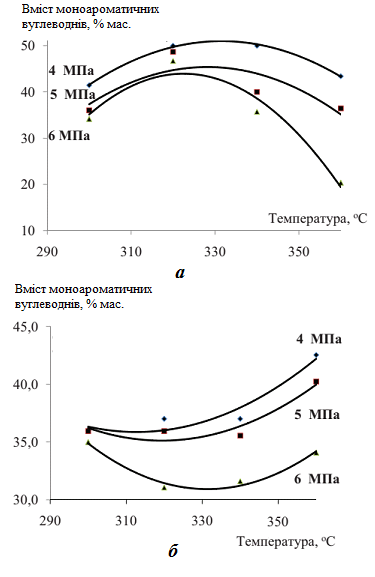 Вміст моноароматичних
вуглеводнів, % мас.
50
40
30
20
10
4 МПа
5 МПа
6 МПа
Температура, °С
290
310
330
350
а
Вміст моноароматичних
вуглеводнів, % мас.
45,0
40,0
35,0
30,0
4 МПа
5 МПа
6 МПа
290
310
330
350
Температура, °С
б